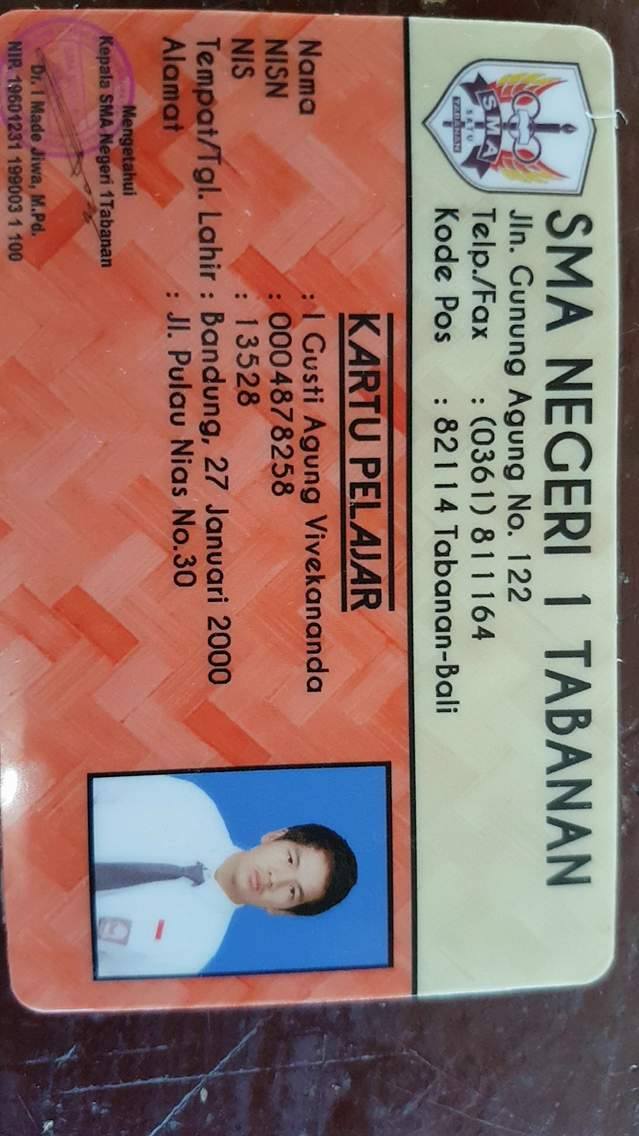 SMA
SATU
TABANAN
SMA NEGERI 1 TABANAN
Jln. Gunung Agung No. 122
Telp./Fax : (0361) 811164
Kode Pos : 82114 Tabanan-Bali
KARTU PELAJAR
Nama : I Gusti Agung Vivekananda
NISN : 0004878258
NIS : 13528
Tempat/Tgl. Lahir : Bandung, 27 Januari 2000
Alamat : Jl. Pulau Nias No.30
Mengetahui
Kepala SMA Negeri 1Tabanan
Dr. I Made Jiwa, M.Pd.
NIP. 19601231 199003 1 100